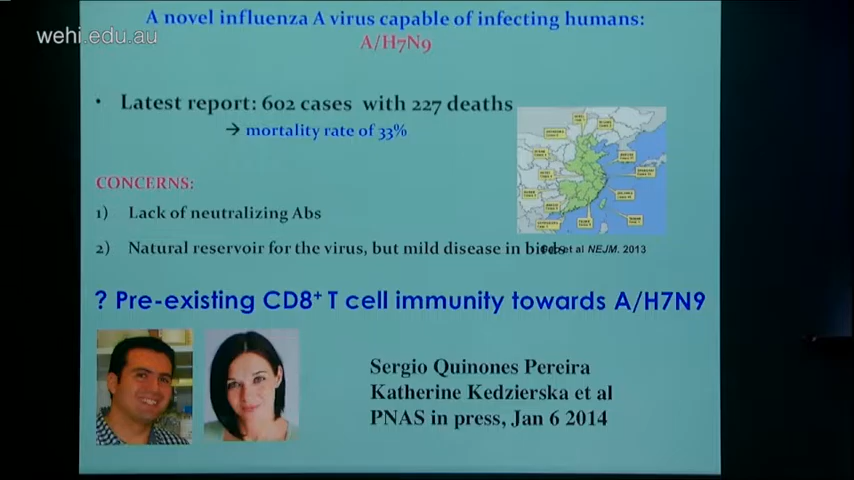 A novel influenza A virus capable of infecting humans:
A/H7N9
wehi.edu.au
• Latest report: 602 cases with 227 deaths
→ mortality rate of 33%
CONCERNS:
1) Lack of neutralizing Abs
2) Natural reservoir for the virus, but mild disease in birds
et al NEJM. 2013
? Pre-existing CD8+ T cell immunity towards A/H7N9
Sergio Quinones Pereira
Katherine Kedzierska et al
PNAS in press, Jan 6 2014